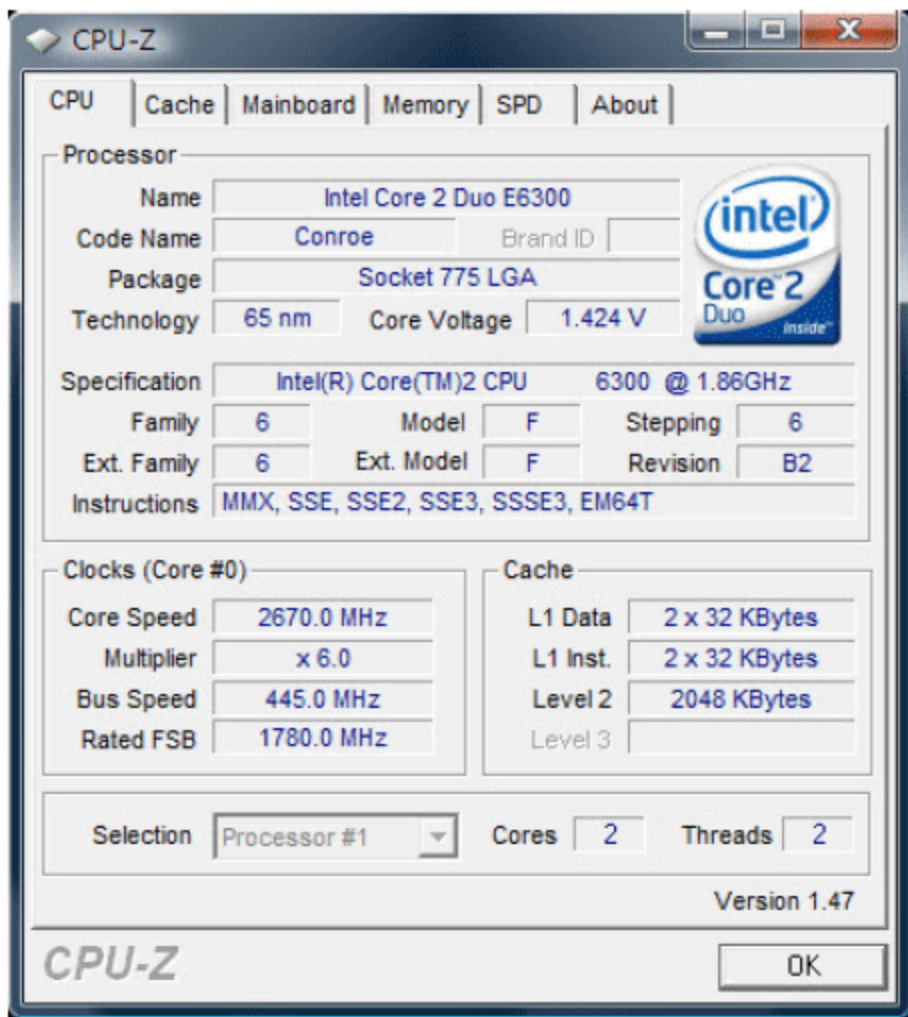 CPU-Z
CPU Cache Mainboard Memory SPD About
Processor
Name Intel Core 2 Duo E6300
Code Name Conroe Brand ID
Package Socket 775 LGA
Technology 65 nm Core Voltage 1.424 V
intel
Core™2
Duo inside™
Specification Intel(R) Core(TM)2 CPU 6300 @ 1.86GHz
Family 6 Model F Stepping 6
Ext. Family 6 Ext. Model F Revision B2
Instructions MMX, SSE, SSE2, SSE3, SSSE3, EM64T
Clocks (Core #0)
Core Speed 2670.0 MHz
Multiplier x 6.0
Bus Speed 445.0 MHz
Rated FSB 1780.0 MHz
Cache
L1 Data 2 x 32 KBytes
L1 Inst. 2 x 32 KBytes
Level 2 2048 KBytes
Level 3
Selection Processor #1 Cores 2 Threads 2
Version 1.47
CPU-Z OK